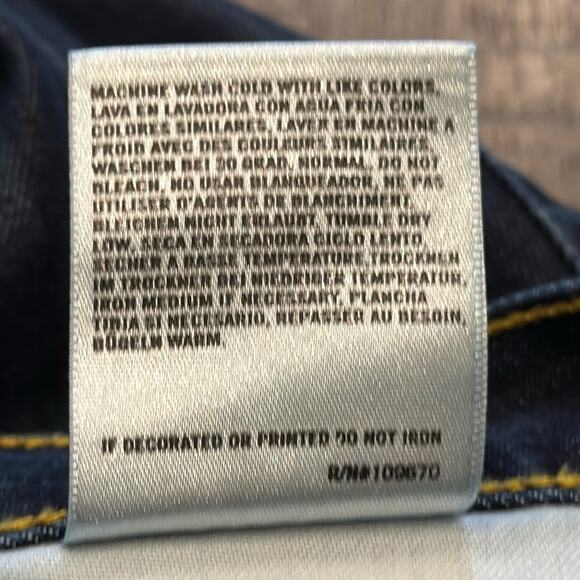 MACHINE WASH COLD WITH LIKE COLORS.
LAVA EN LAVADORA CON AGUA FRIA CON
COLORES SIMILARES. LAVER EN MACHINE A
FROID AVEC DES COULEURS SIMILAIRES.
WASCHEN BEI 30 GRAD, NORMAL. DO NOT
BLEACH. NO USAR BLANQUEADOR. NE PAS
UTILISER D'AGENTS DE BLANCHIMENT.
BLEICHEN NICHT ERLAUBT. TUMBLE DRY
LOW. SECA EN SECADORA CICLO LENTO.
SECHER A BASSE TEMPERATURE. TROCKNEN
IM TROCKNER BEI NIEDRIGER TEMPERATUR.
IRON MEDIUM IF NECESSARY. PLANCHA
TIBIA SI NECESARIO. REPASSER AU BESOIN.
BÜGELN WARM.
IF DECORATED OR PRINTED DO NOT IRON
R/N#109670